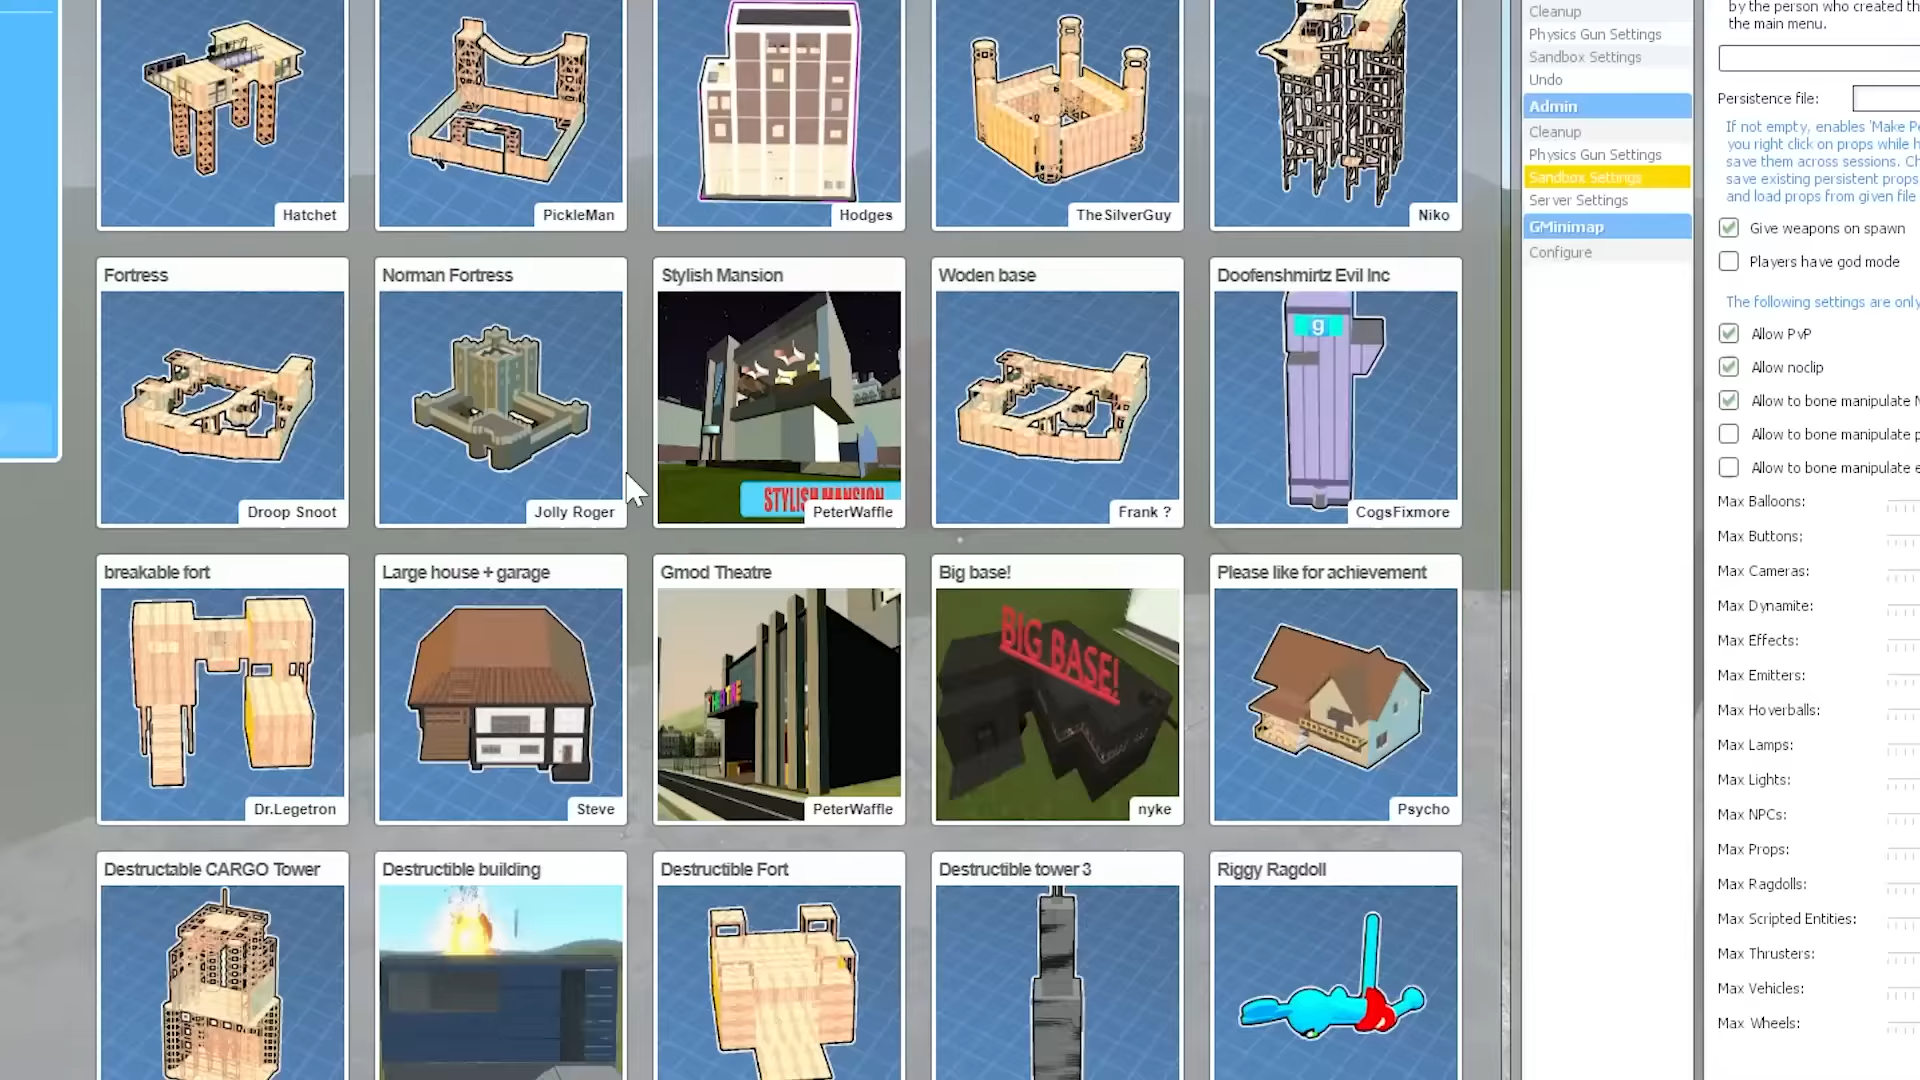 Hatchet
PickleMan
Hodges
TheSilverGuy
Niko
Fortress
Norman Fortress
Stylish Mansion
Woden base
Doofenshmirtz Evil Inc
g
STYLISH MANSION
Droop Snoot
Jolly Roger
PeterWaffle
Frank ?
CogsFixmore
breakable fort
Large house + garage
Gmod Theatre
Big base!
Please like for achievement
BIG BASE!
Dr.Legetron
Steve
PeterWaffle
nyke
Psycho
Destructable CARGO Tower
Destructible building
Destructible Fort
Destructible tower 3
Riggy Ragdoll
Cleanup
Physics Gun Settings
Sandbox Settings
Undo
Admin
Cleanup
Physics Gun Settings
Sandbox Settings
Server Settings
GMinimap
Configure
by the person who created th
the main menu.
Persistence file:
If not empty, enables 'Make Pe
you right click on props while h
save them across sessions. Ch
save existing persistent props
and load props from given file
Give weapons on spawn
Players have god mode
The following settings are only
Allow PvP
Allow noclip
Allow to bone manipulate N
Allow to bone manipulate p
Allow to bone manipulate e
Max Balloons:
Max Buttons:
Max Cameras:
Max Dynamite:
Max Effects:
Max Emitters:
Max Hoverballs:
Max Lamps:
Max Lights:
Max NPCs:
Max Props:
Max Ragdolls:
Max Scripted Entities:
Max Thrusters:
Max Vehicles:
Max Wheels: